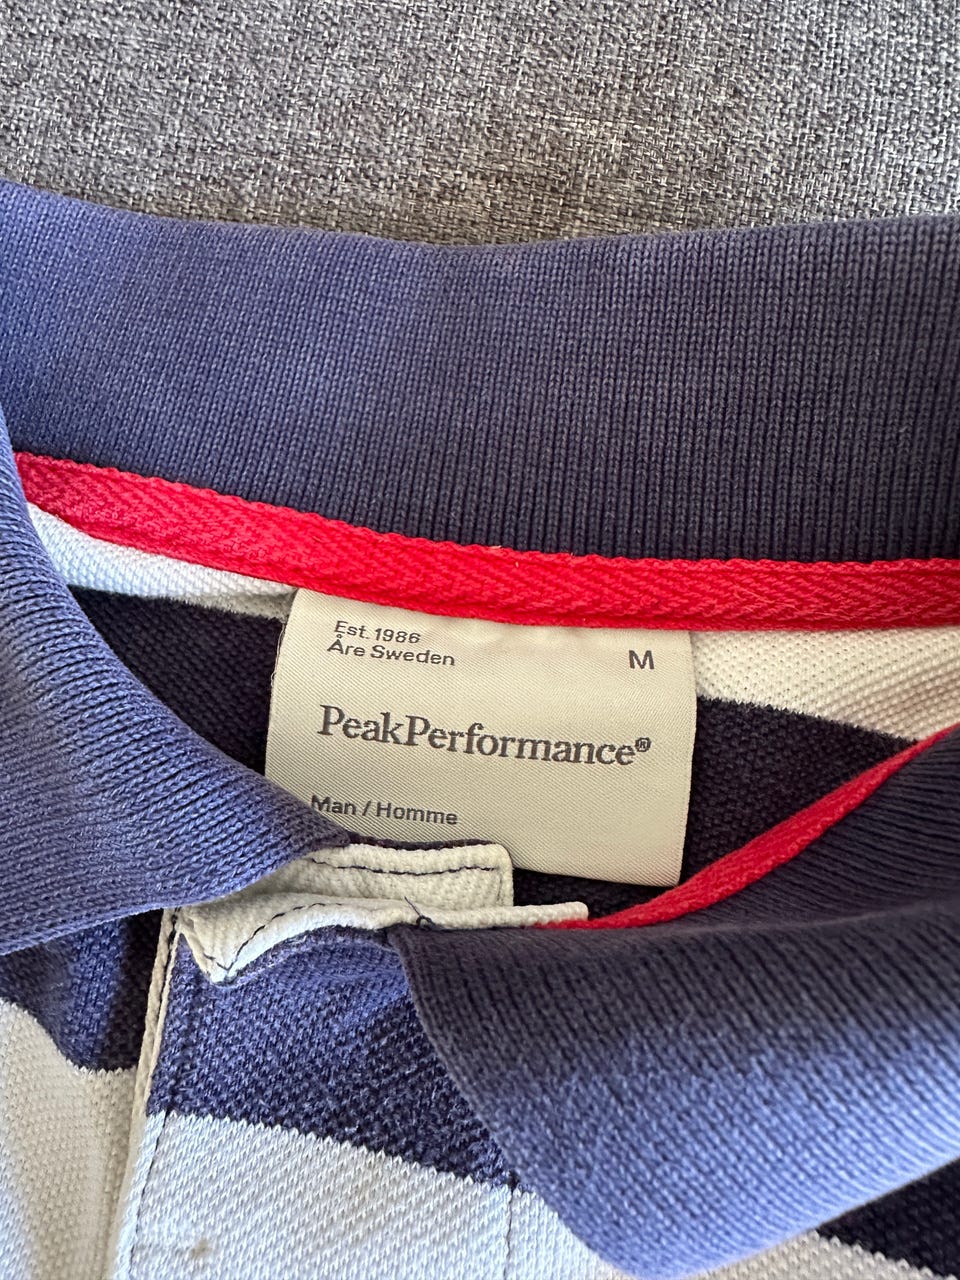 Est. 1986
Åre Sweden
M
PeakPerformance®
Man / Homme